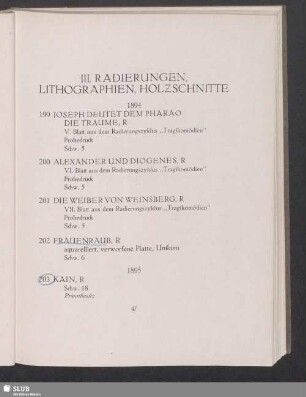 III. RADIERUNGEN,
LITHOGRAPHIEN, HOLZSCHNITTE
1894
199 JOSEPH DEUTET DEM PHARAO
DIE TRÄUME, R
V. Blatt aus dem Radierungszyklus „Tragikomödien“
Probedruck
Schw. 5
200 ALEXANDER UND DIOGENES, R
VI. Blatt aus dem Radierungszyklus „Tragikomödien“
Probedruck
Schw. 5
201 DIE WEIBER VON WEINSBERG, R
VII. Blatt aus dem Radierungszyklus „Tragikomödien“
Probedruck
Schw. 5
202 FRAUENRAUB, R
aquarelliert, verworfene Platte, Unikum
Schw. 6
1895
203 KAIN, R
Schw. 16
Privatbesitz
SLUB